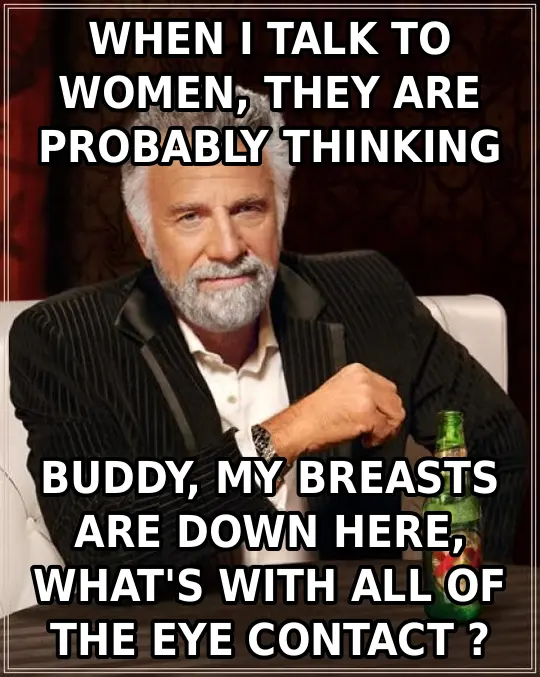 WHEN I TALK TO
WOMEN, THEY ARE
PROBABLY THINKING
BUDDY, MY BREASTS
ARE DOWN HERE,
WHAT'S WITH ALL OF
THE EYE CONTACT ?